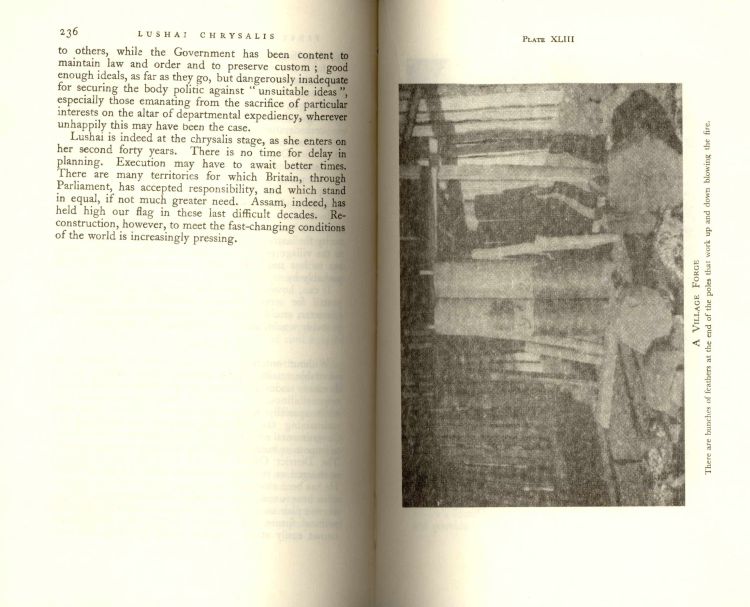 236 LUSHAI CHRYSALIS
to others, while the Government has been content to
maintain law and order and to preserve custom ; good
enough ideals, as far as they go, but dangerously inadequate
for securing the body politic against “ unsuitable ideas ”,
especially those emanating from the sacrifice of particular
interests on the altar of departmental expediency, wherever
unhappily this may have been the case.
Lushai is indeed at the chrysalis stage, as she enters on
her second forty years. There is no time for delay in
planning. Execution may have to await better times.
There are many territories for which Britain, through
Parliament, has accepted responsibility, and which stand
in equal, if not much greater need. Assam, indeed, has
held high our flag in these last difficult decades. Re-
construction, however, to meet the fast-changing conditions
of the world is increasingly pressing.
PLATE XLIII
A VILLAGE FORGE
There are bunches of feathers at the end of the poles that work up and down blowing the fire.